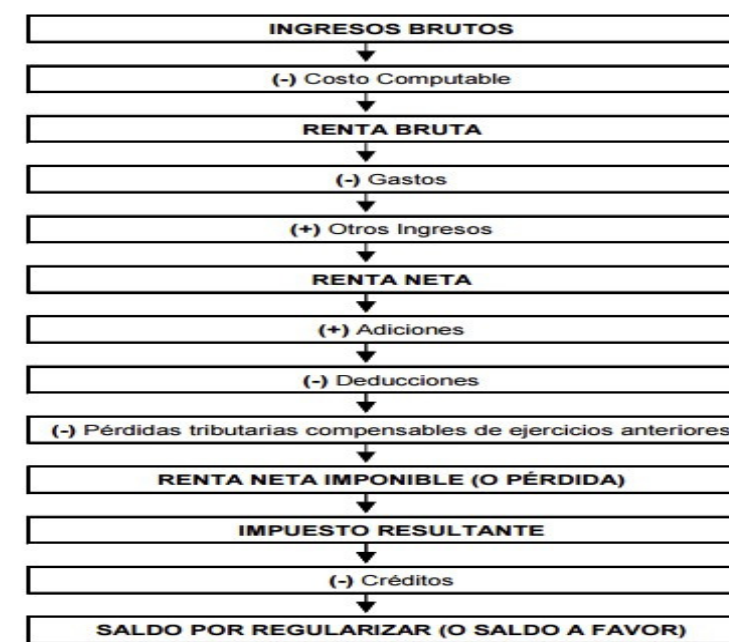 INGRESOS BRUTOS
(-) Costo Computable
RENTA BRUTA
(-) Gastos
(+) Otros Ingresos
RENTA NETA
(+) Adiciones
(-) Deducciones
(-) Pérdidas tributarias compensables de ejercicios anteriores
RENTA NETA IMPONIBLE (O PÉRDIDA)
IMPUESTO RESULTANTE
(-) Créditos
SALDO POR REGULARIZAR (O SALDO A FAVOR)